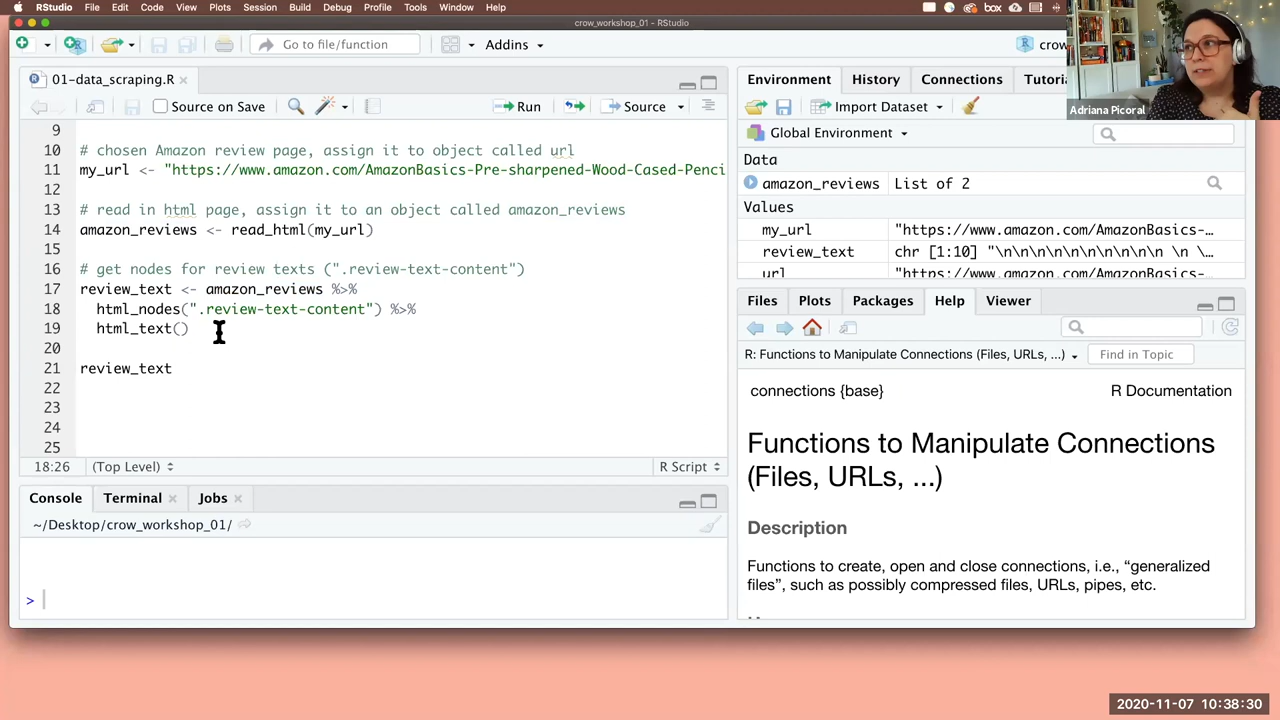 RStudio File Edit Code View Plots Session Build Debug Profile Tools Window Help box
crow_workshop_01 - RStudio
Go to file/function Addins
01-data_scraping.R
Source on Save Run Source
9
10 # chosen Amazon review page, assign it to object called url
11 my_url <- "https://www.amazon.com/AmazonBasics-Pre-sharpened-Wood-Cased-Penci
12
13 # read in html page, assign it to an object called amazon_reviews
14 amazon_reviews <- read_html(my_url)
15
16 # get nodes for review texts (".review-text-content")
17 review_text <- amazon_reviews %>%
18 html_nodes(".review-text-content") %>%
19 html_text()
20
21 review_text
22
23
24
25
18:26 (Top Level) R Script
Console Terminal Jobs
~/Desktop/crow_workshop_01/
>
crow
Environment History Connections Tutori
Import Dataset
Global Environment
Data
amazon_reviews List of 2
Values
my_url "https://www.amazon.com/AmazonBasics-…
review_text chr [1:10] "\n\n\n\n\n\n\n\n\n\n \n \…
url "https://www.amazon.com/AmazonBasics-…
Files Plots Packages Help Viewer
R: Functions to Manipulate Connections (Files, URLs, ...) Find in Topic
connections {base} R Documentation
Functions to Manipulate Connections
(Files, URLs, ...)
Description
Functions to create, open and close connections, i.e., “generalized
files”, such as possibly compressed files, URLs, pipes, etc.
Adriana Picoral
2020-11-07 10:38:30